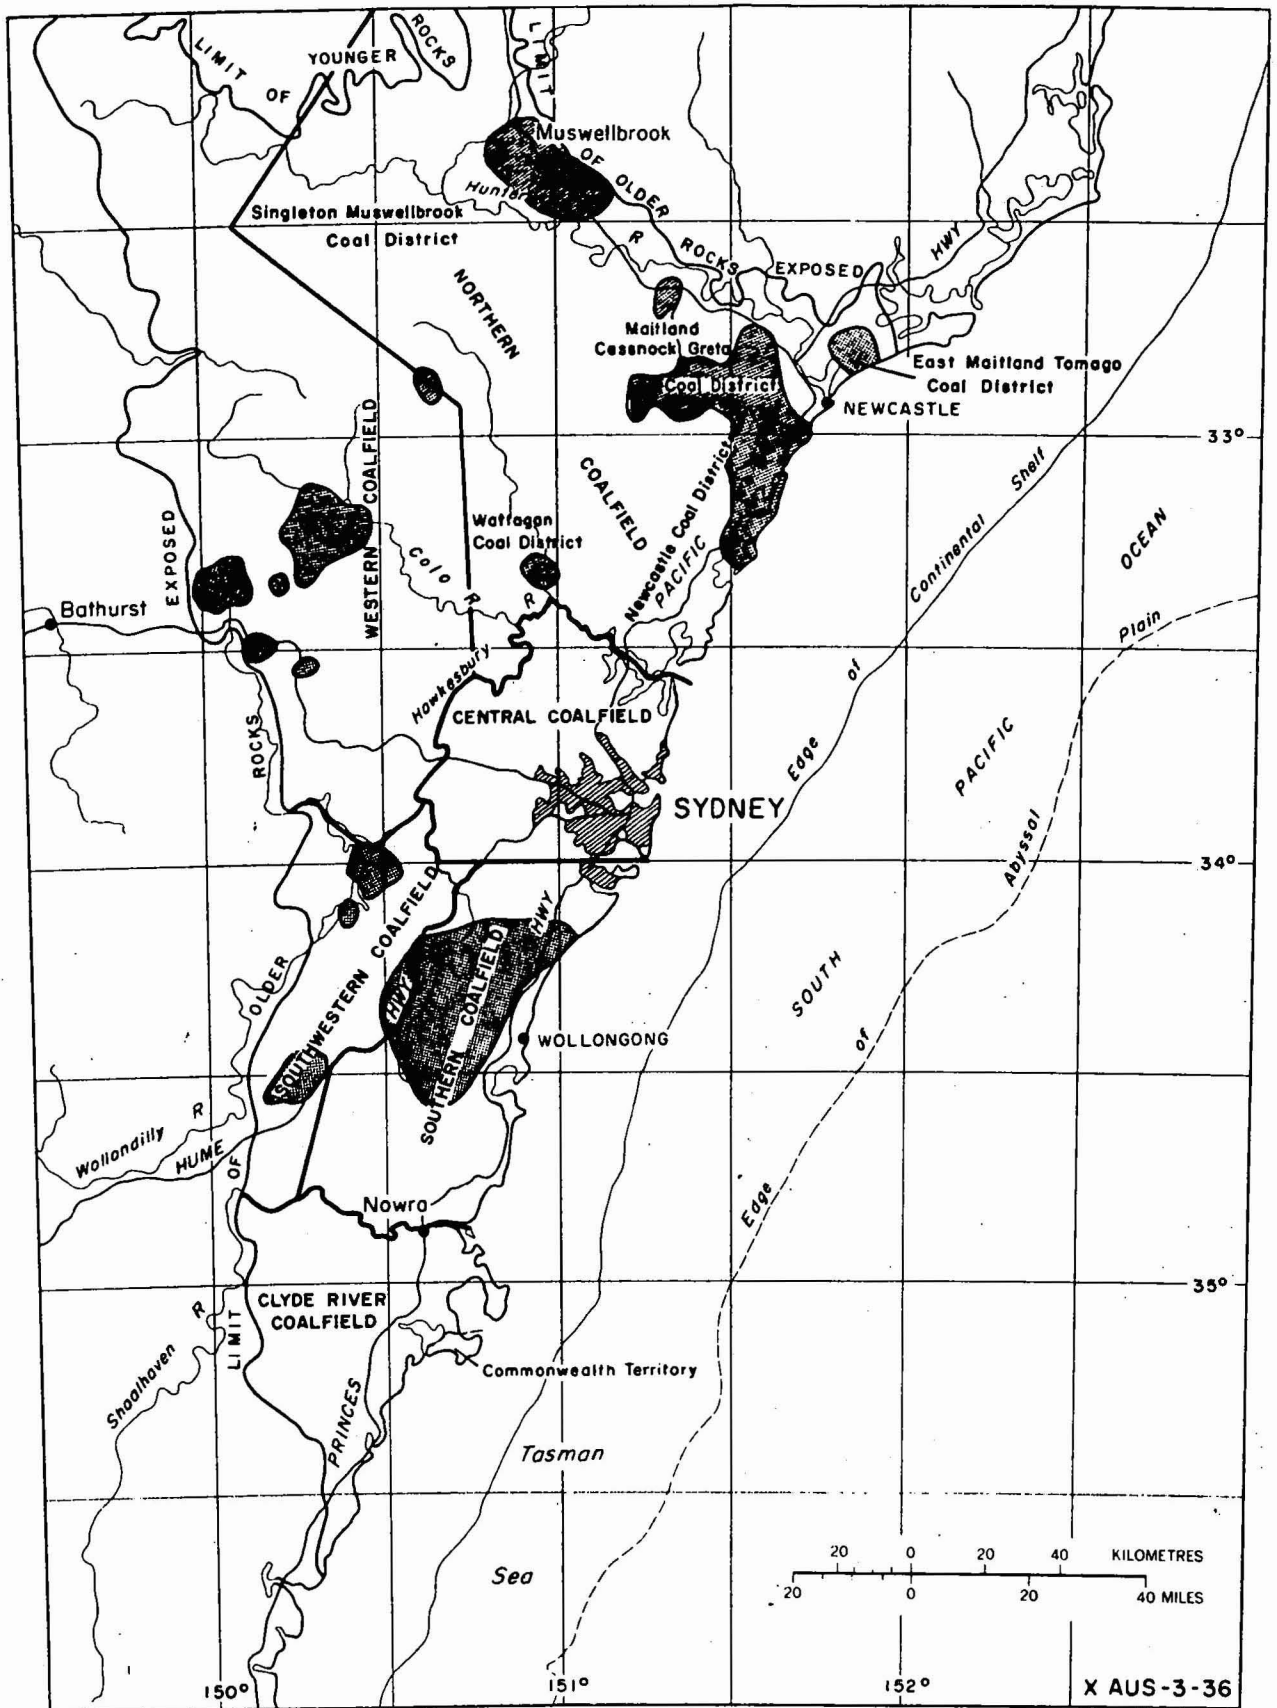 LIMIT OF
YOUNGER
ROCKS
LIMIT
OF OLDER
ROCKS
EXPOSED
Muswellbrook
Hunter
R
Singleton Muswellbrook
Coal District
HWY
NORTHERN
COALFIELD
Maitland
Cessnock Greta
Coal District
East Maitland Tomago
Coal District
NEWCASTLE
33°
WESTERN COALFIELD
Newcastle Coal District
PACIFIC
Wattagan
Coal District
Colo
R
R
Edge of Continental Shelf
OCEAN
EXPOSED
Bathurst
Plain
Hawkesbury
CENTRAL COALFIELD
ROCKS
PACIFIC
SYDNEY
Abyssal
34°
HWY
SOUTHWESTERN COALFIELD
HWY
SOUTHERN COALFIELD
OLDER
SOUTH
of
WOLLONGONG
Wollondilly R
HUME
OF
Edge
Nowra
35°
CLYDE RIVER
COALFIELD
LIMIT
Shoalhaven R
Commonwealth Territory
PRINCES
Tasman
Sea
20 0 20 40 KILOMETRES
20 0 20 40 MILES
150° 151° 152°
X AUS-3-36